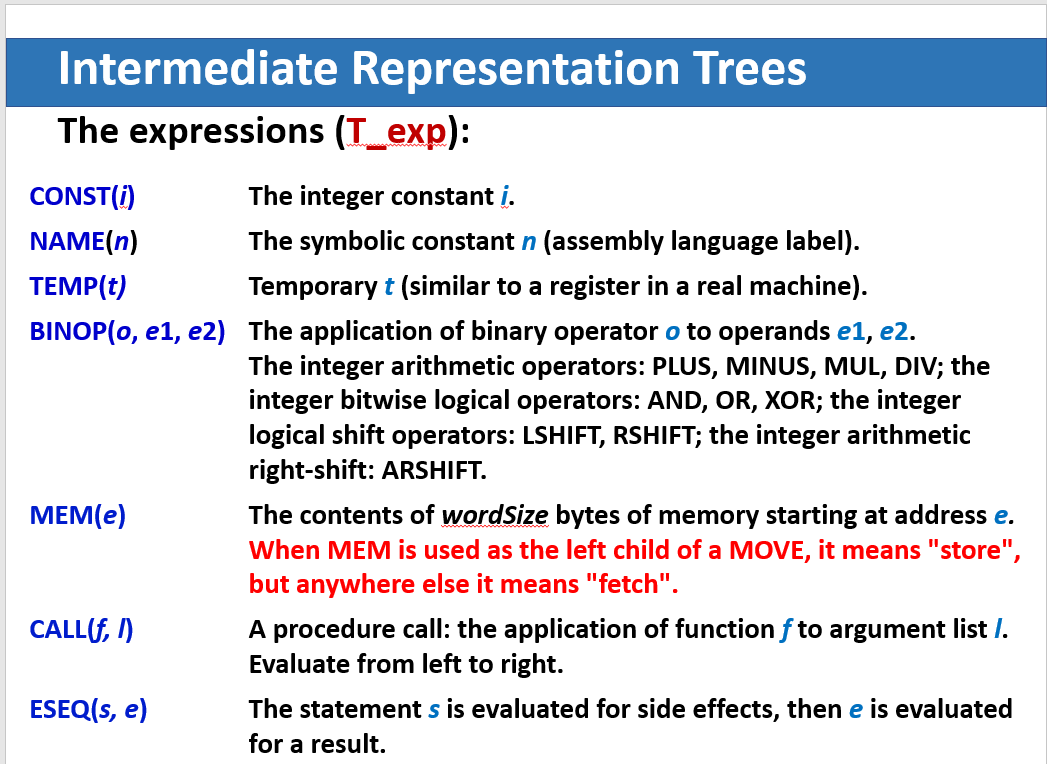 Intermediate Representation Trees
The expressions (T_exp):
CONST(i) The integer constant i.
NAME(n) The symbolic constant n (assembly language label).
TEMP(t) Temporary t (similar to a register in a real machine).
BINOP(o, e1, e2) The application of binary operator o to operands e1, e2.
The integer arithmetic operators: PLUS, MINUS, MUL, DIV; the
integer bitwise logical operators: AND, OR, XOR; the integer
logical shift operators: LSHIFT, RSHIFT; the integer arithmetic
right-shift: ARSHIFT.
MEM(e) The contents of wordSize bytes of memory starting at address e.
When MEM is used as the left child of a MOVE, it means "store",
but anywhere else it means "fetch".
CALL(f, l) A procedure call: the application of function f to argument list l.
Evaluate from left to right.
ESEQ(s, e) The statement s is evaluated for side effects, then e is evaluated
for a result.